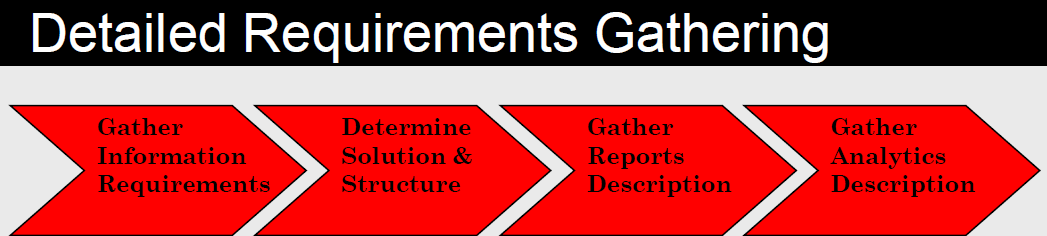 Detailed Requirements Gathering
Gather
Information
Requirements
Determine
Solution &
Structure
Gather
Reports
Description
Gather
Analytics
Description